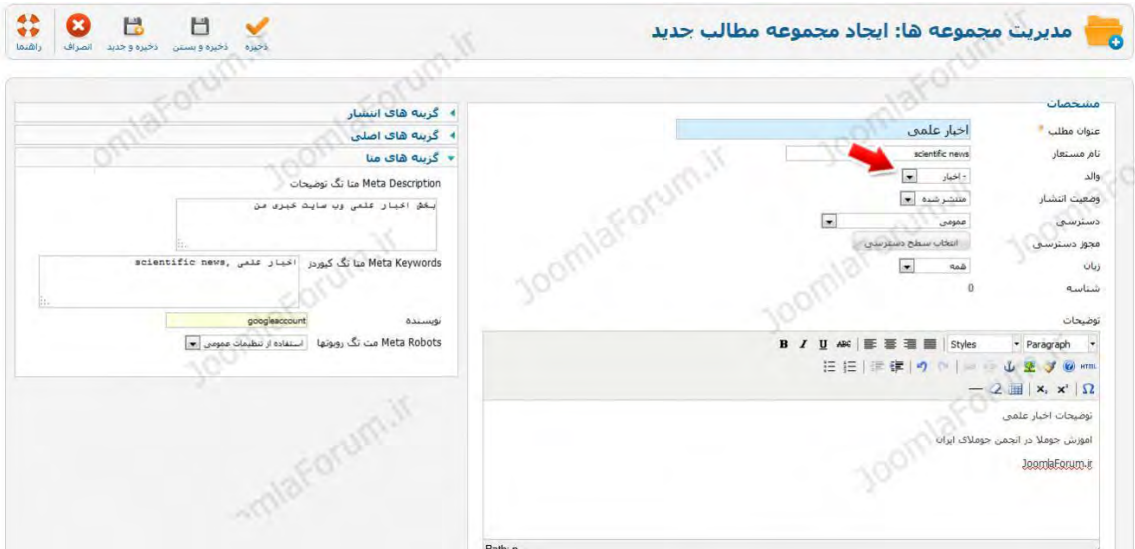 مدیریت مجموعه ها: ایجاد مجموعه مطالب جدید
ذخیره
ذخیره و بستن
ذخیره و جدید
انصراف
راهنما
مشخصات
عنوان مطلب *
اخبار علمی
نام مستعار
scientific news
والد
- اخبار
وضعیت انتشار
منتشر شده
دسترسی
عمومی
مجوز دسترسی
انتخاب سطح دسترسی
زبان
همه
شناسه
0
توضیحات
B I U ABC Styles Paragraph
HTML
توضیحات اخبار علمی
اموزش جوملا در انجمن جوملای ایران
JoomlaForum.ir
Path: p
گزینه های انتشار
گزینه های اصلی
گزینه های متا
Meta Description متا تگ توضیحات
بخش اخبار علمی وب سایت خبری من
Meta Keywords متا تگ کیوردز
اخبار علمی ,scientific news
نویسنده
googleaccount
Meta Robots مت تگ روبوتها
استفاده از تنظیمات عمومی
JoomlaForum.ir